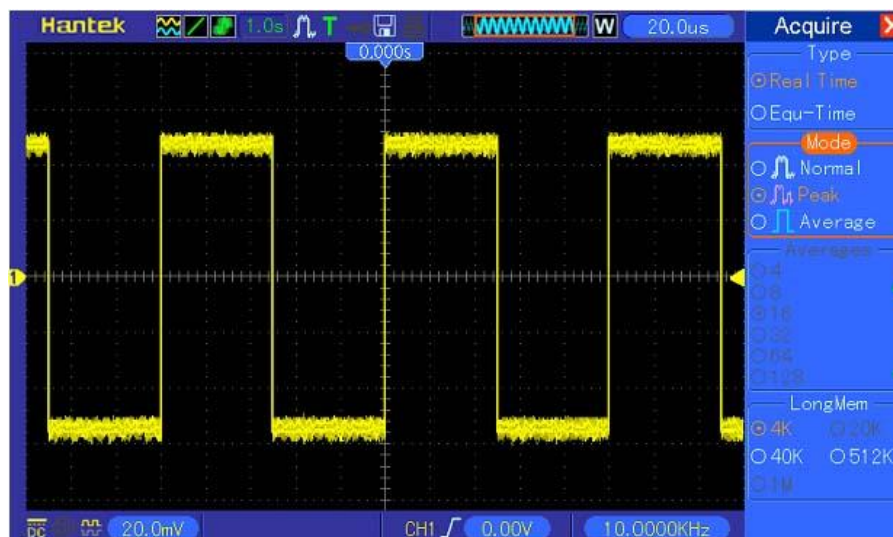 Hantek 1.0s T W 20.0us Acquire
0.000s
Type
Real Time
Equ-Time
Mode
Normal
Peak
Average
Averages
4
8
16
32
64
128
1
LongMem
4K 20K
40K 512K
1M
DC 20.0mV CH1 0.00V 10.0000KHz